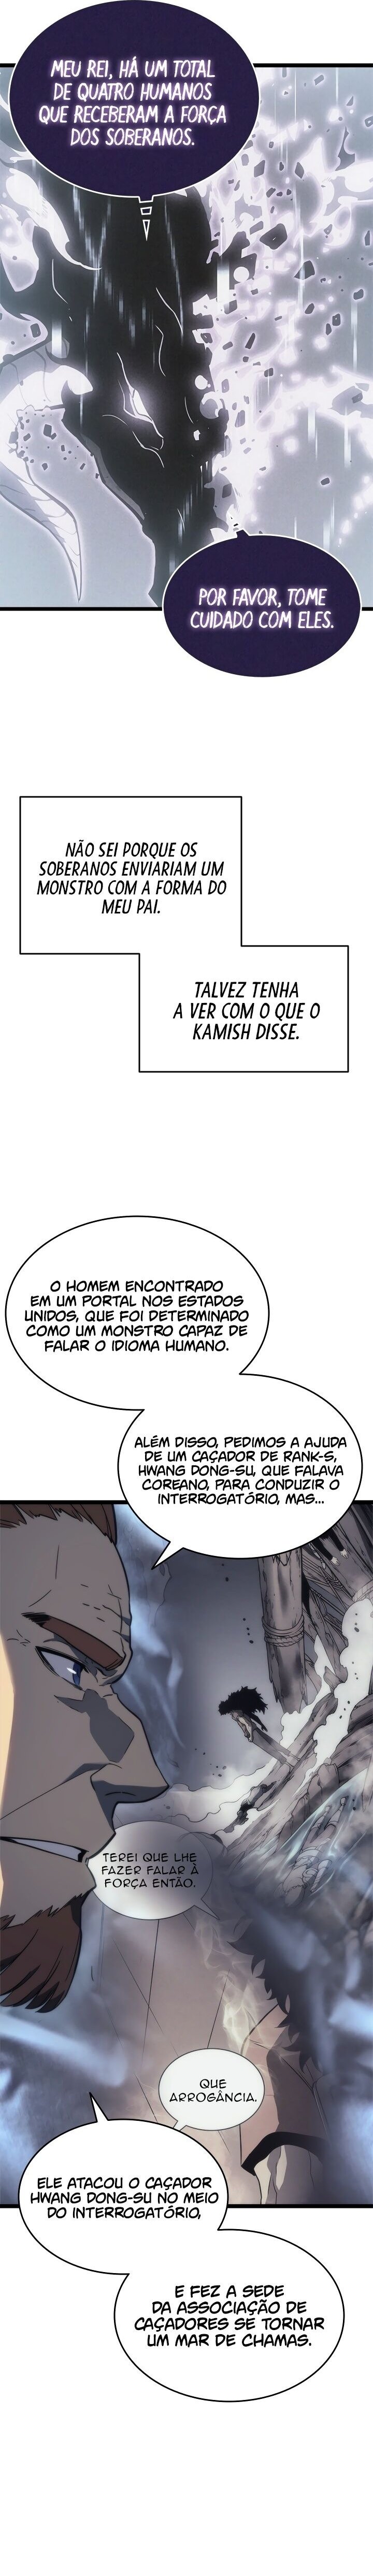 MEU REI, HÁ UM TOTAL
DE QUATRO HUMANOS
QUE RECEBERAM A FORÇA
DOS SOBERANOS.
POR FAVOR, TOME
CUIDADO COM ELES.
NÃO SEI PORQUE OS
SOBERANOS ENVIARIAM UM
MONSTRO COM A FORMA DO
MEU PAI.
TALVEZ TENHA
A VER COM O QUE O
KAMISH DISSE.
O HOMEM ENCONTRADO
EM UM PORTAL NOS ESTADOS
UNIDOS, QUE FOI DETERMINADO
COMO UM MONSTRO CAPAZ DE
FALAR O IDIOMA HUMANO.
ALÉM DISSO, PEDIMOS A AJUDA
DE UM CAÇADOR DE RANK-S,
HWANG DONG-SU, QUE FALAVA
COREANO, PARA CONDUZIR O
INTERROGATÓRIO, MAS...
TEREI QUE LHE
FAZER FALAR À
FORÇA ENTÃO.
QUE
ARROGÂNCIA.
ELE ATACOU O CAÇADOR
HWANG DONG-SU NO MEIO
DO INTERROGATÓRIO,
E FEZ A SEDE
DA ASSOCIAÇÃO DE
CAÇADORES SE TORNAR
UM MAR DE CHAMAS.